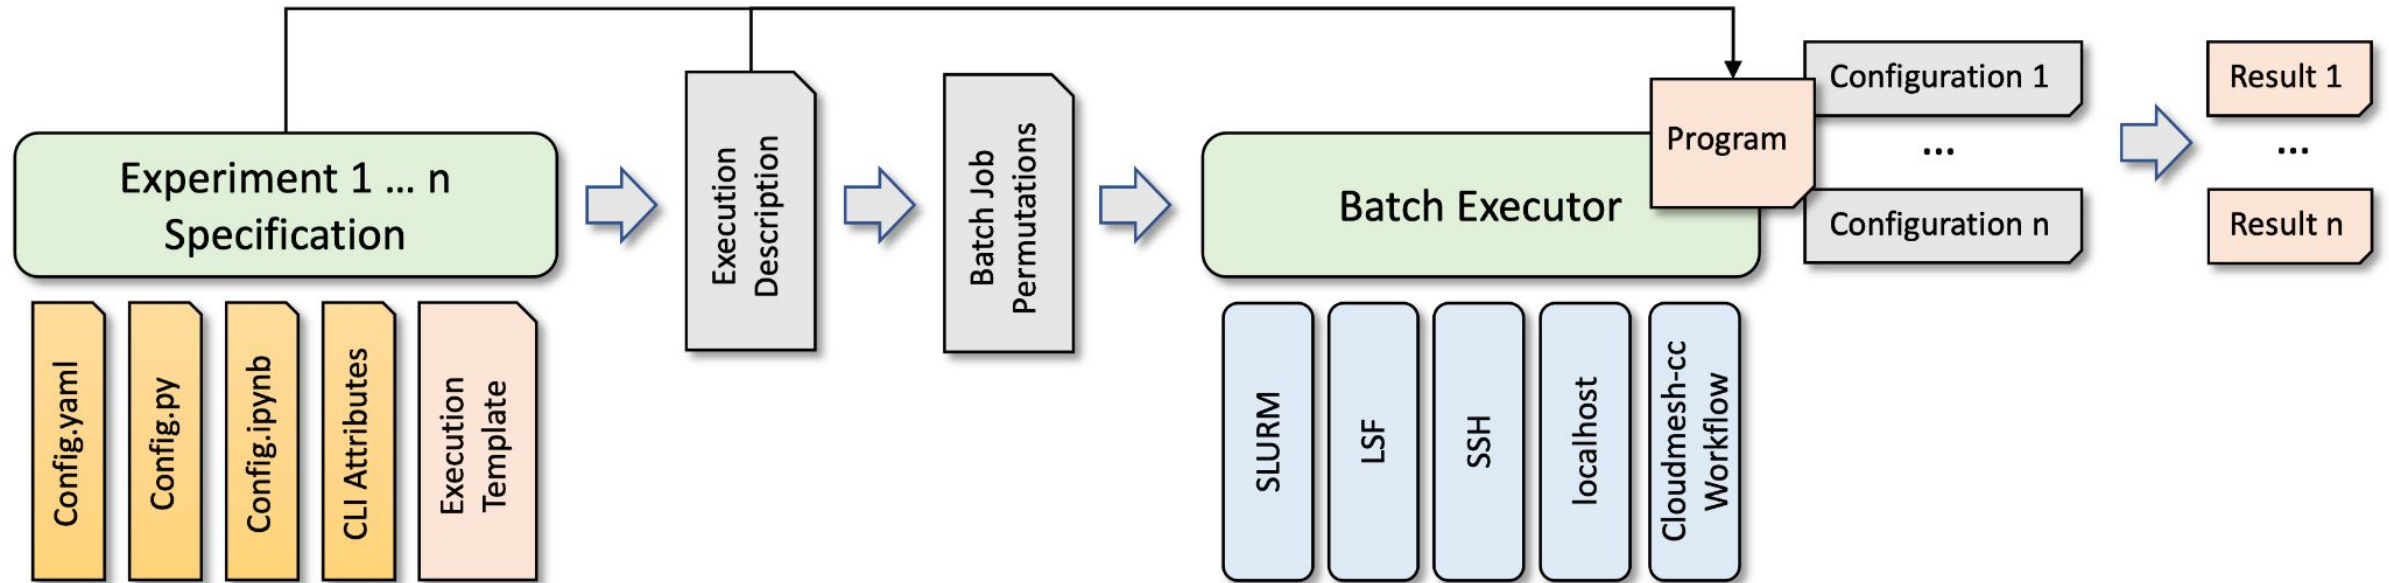 Experiment 1 ... n
Specification
Config.yaml
Config.py
Config.ipynb
CLI Attributes
Execution
Template
Execution
Description
Batch Job
Permutations
Batch Executor
SLURM
LSF
SSH
localhost
Cloudmesh-cc
Workflow
Program
Configuration 1
...
Configuration n
Result 1
...
Result n